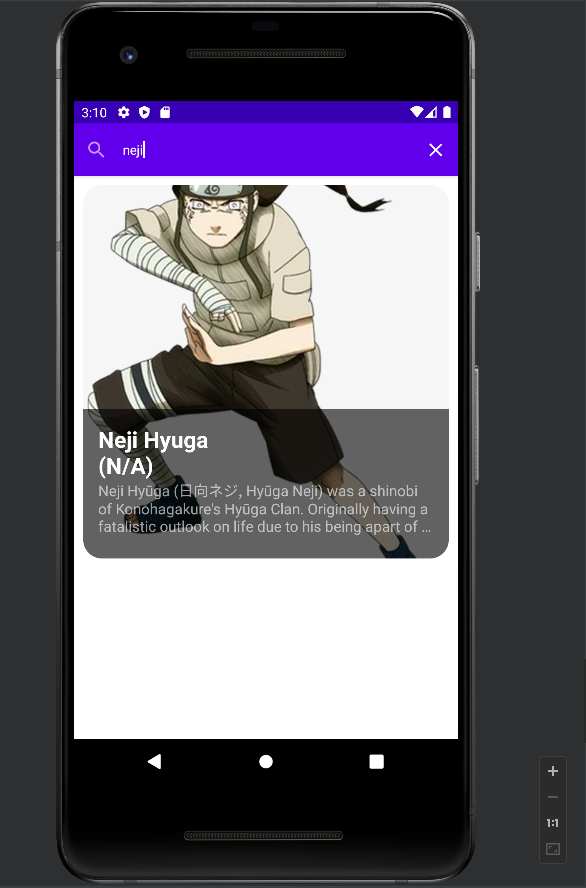 3:10
neji
Neji Hyuga
(N/A)
Neji Hyūga (日向ネジ, Hyūga Neji) was a shinobi
of Konohagakure's Hyūga Clan. Originally having a
fatalistic outlook on life due to his being apart of ...
1:1